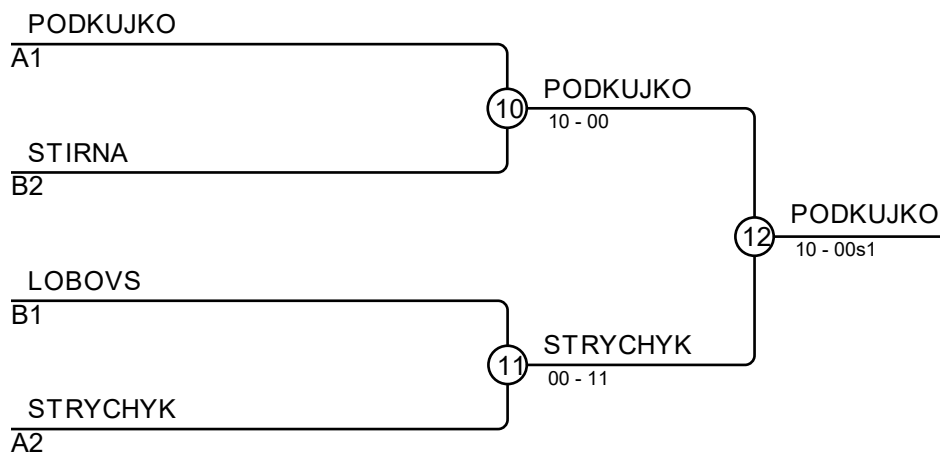 PODKUJKO
A1
10
PODKUJKO
10 - 00
STIRNA
B2
12
PODKUJKO
10 - 00s1
LOBOVS
B1
11
STRYCHYK
00 - 11
STRYCHYK
A2